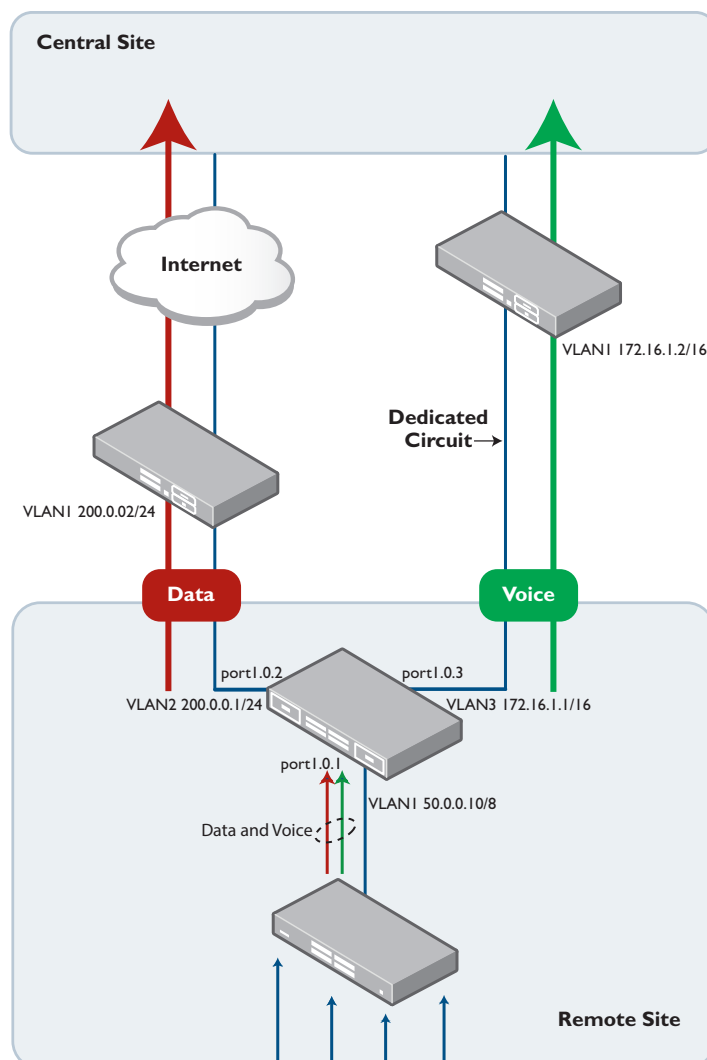 Central Site
Internet
VLAN1 172.16.1.2/16
Dedicated
Circuit
VLAN1 200.0.02/24
Data
Voice
port1.0.2
port1.0.3
VLAN2 200.0.0.1/24
VLAN3 172.16.1.1/16
port1.0.1
VLAN1 50.0.0.10/8
Data and Voice
Remote Site